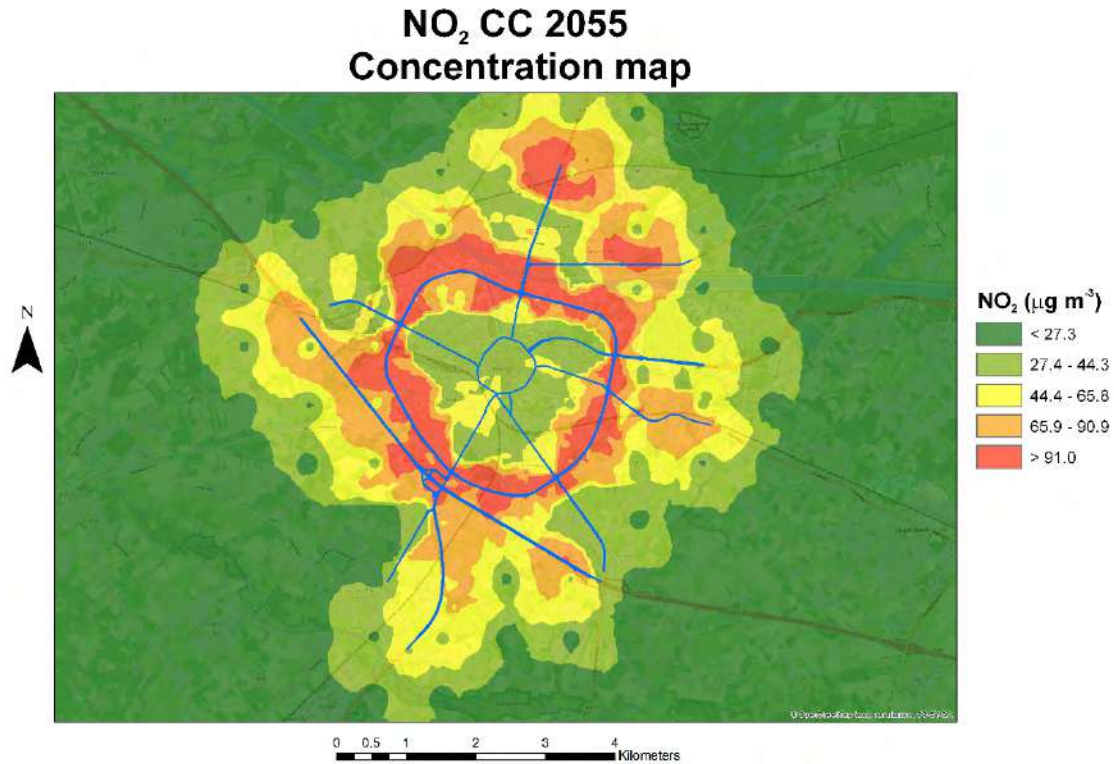 NO₂ CC 2055
Concentration map
N
NO₂ (µg m⁻³)
< 27.3
27.4 - 44.3
44.4 - 65.8
65.9 - 90.9
> 91.0
0 0.5 1 2 3 4
Kilometers